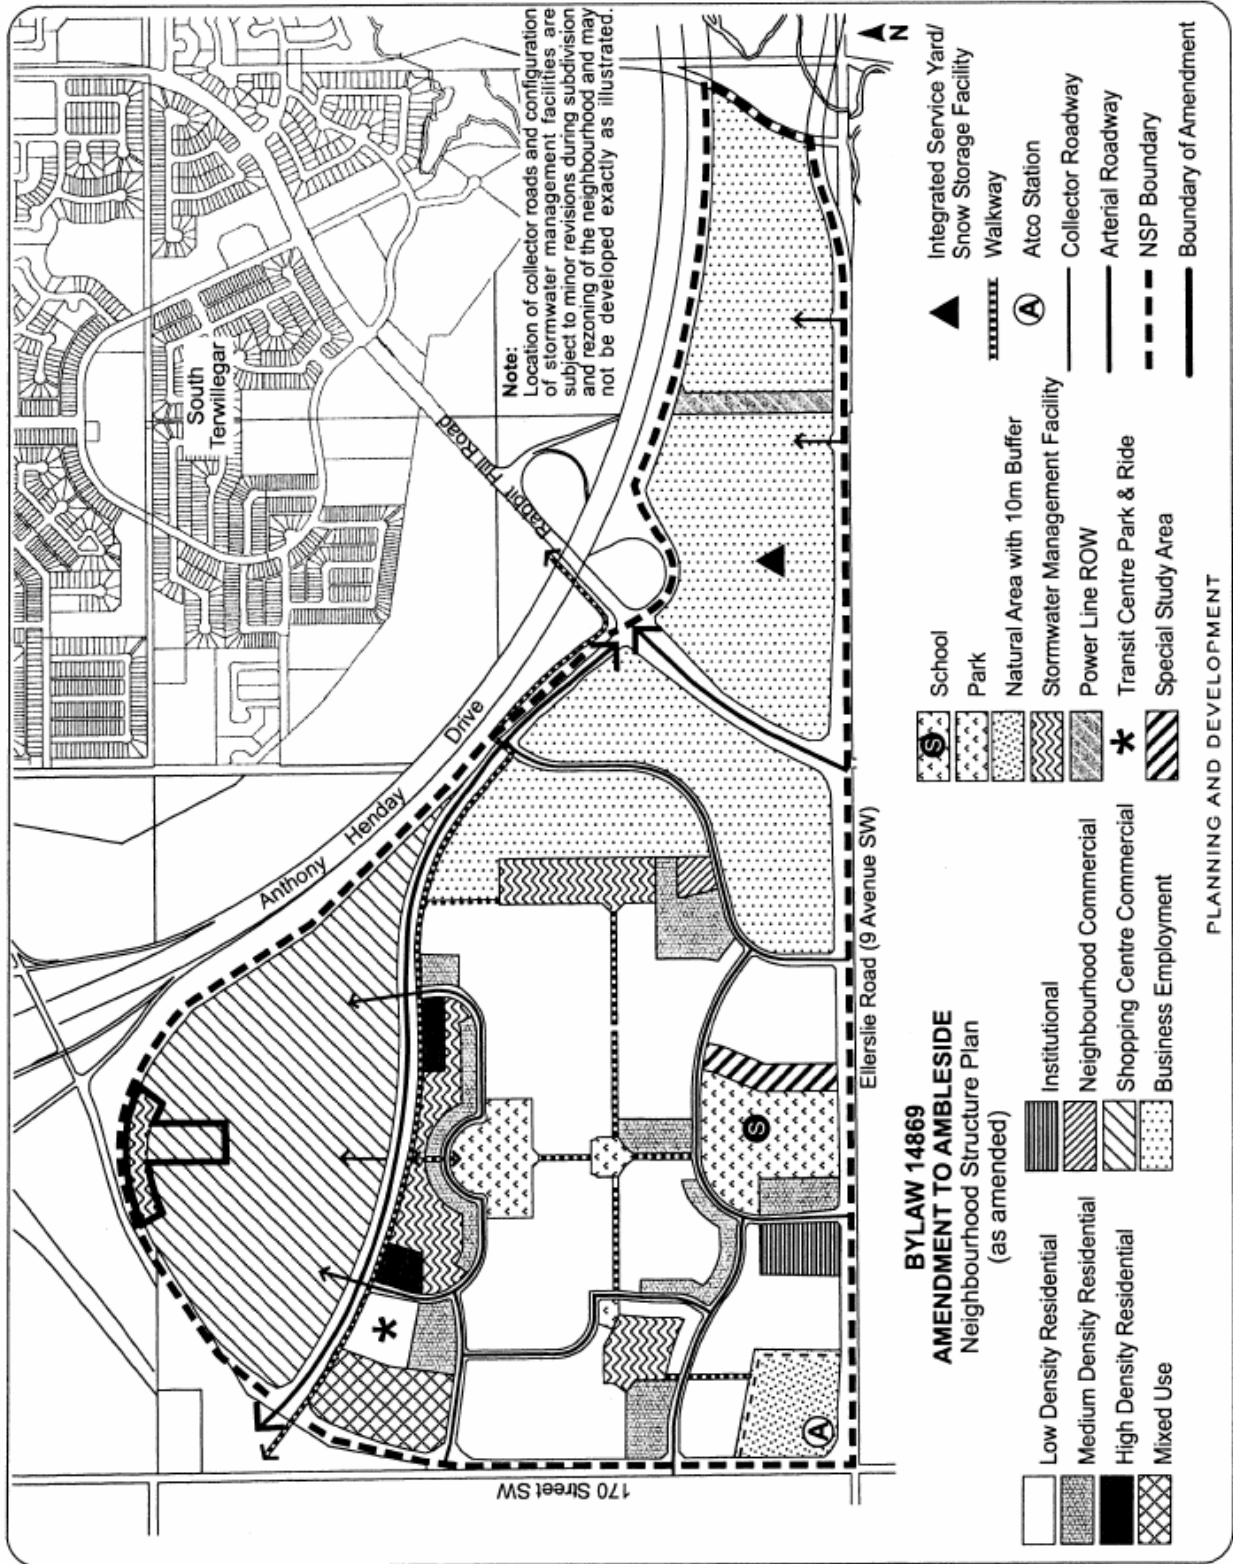 South
Terwillegar
Note:
Location of collector roads and configuration
of stormwater management facilities are
subject to minor revisions during subdivision
and rezoning of the neighbourhood and may
not be developed exactly as illustrated.
Rabbit Hill Road
Anthony Henday Drive
170 Street SW
Ellerslie Road (9 Avenue SW)
N
S
A
BYLAW 14869
AMENDMENT TO AMBLESIDE
Neighbourhood Structure Plan
(as amended)
Low Density Residential
Medium Density Residential
High Density Residential
Mixed Use
Institutional
Neighbourhood Commercial
Shopping Centre Commercial
Business Employment
S
School
Park
Natural Area with 10m Buffer
Stormwater Management Facility
Power Line ROW
Transit Centre Park & Ride
Special Study Area
Integrated Service Yard/
Snow Storage Facility
Walkway
A
Atco Station
Collector Roadway
Arterial Roadway
NSP Boundary
Boundary of Amendment
PLANNING AND DEVELOPMENT